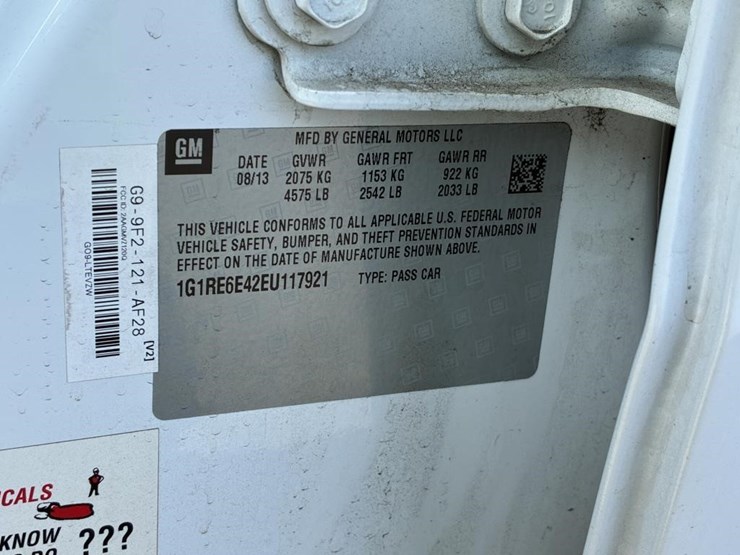 GM
MFD BY GENERAL MOTORS LLC
DATE GVWR GAWR FRT GAWR RR
08/13 2075 KG 1153 KG 922 KG
4575 LB 2542 LB 2033 LB
THIS VEHICLE CONFORMS TO ALL APPLICABLE U.S. FEDERAL MOTOR
VEHICLE SAFETY, BUMPER, AND THEFT PREVENTION STANDARDS IN
EFFECT ON THE DATE OF MANUFACTURE SHOWN ABOVE.
1G1RE6E42EU117921 TYPE: PASS CAR
G9-9F2-121-AF28 [V2]
GO9-LTEVZW
CALS
KNOW ???